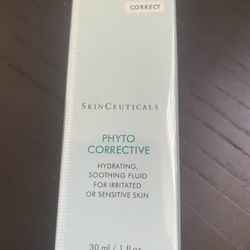 CORRECT
SKINCEUTICALS
PHYTO
CORRECTIVE
HYDRATING,
SOOTHING FLUID
FOR IRRITATED
OR SENSITIVE SKIN
30 ml / 1 fl oz